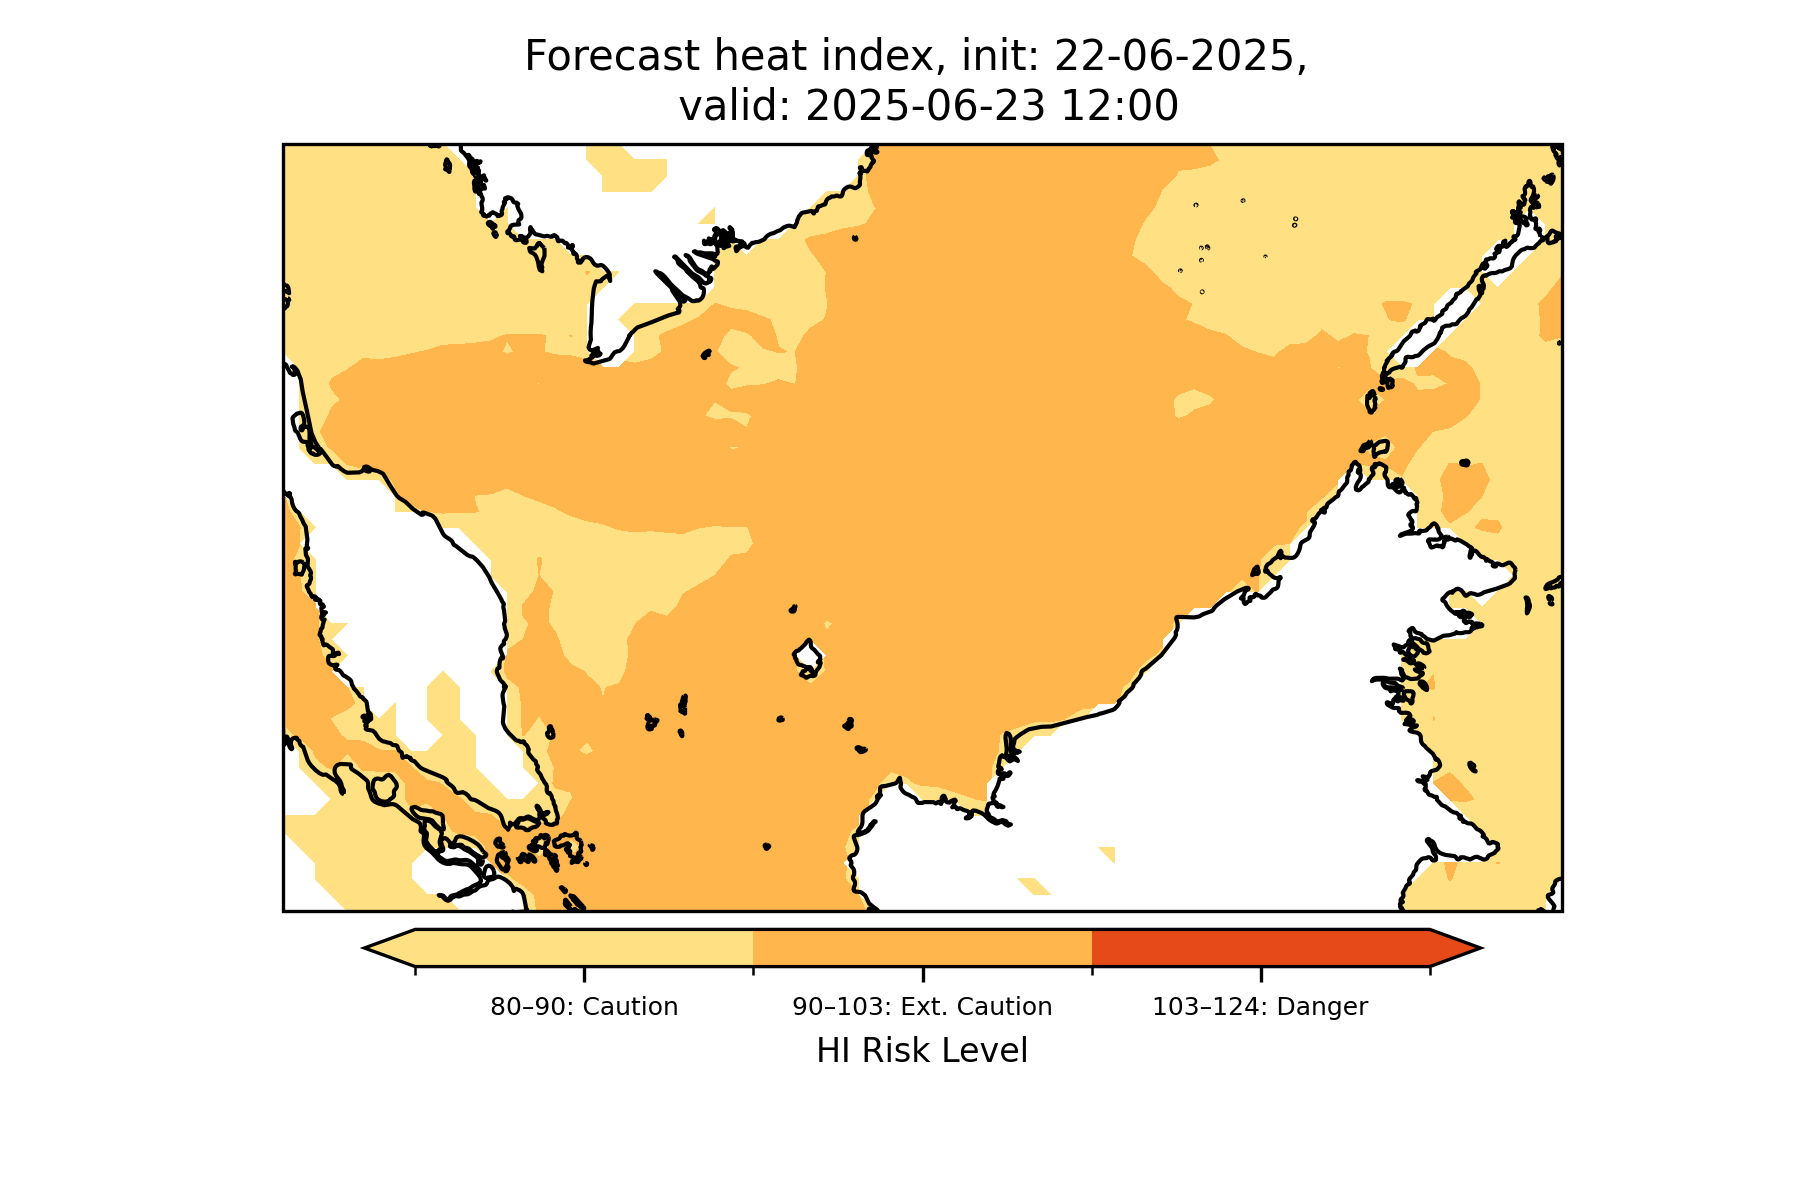 Forecast heat index, init: 22-06-2025,
valid: 2025-06-23 12:00
80–90: Caution
90–103: Ext. Caution
103–124: Danger
HI Risk Level